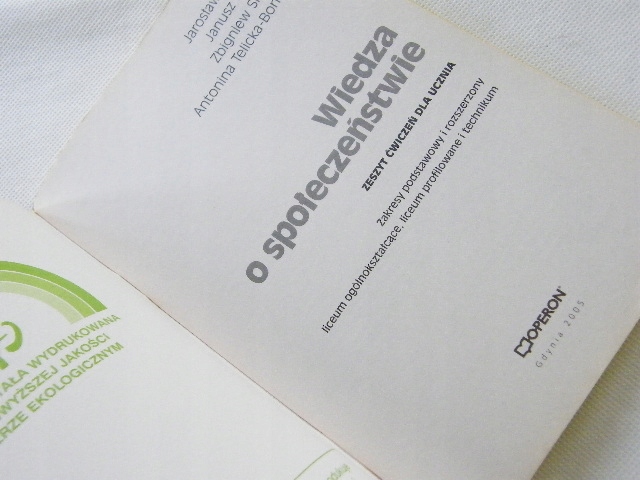 Jarosław
Janusz
Zbigniew
Antonina Telicka-Bon
Wiedza
o społeczeństwie
ZESZYT ĆWICZEŃ DLA UCZNIA
Zakresy podstawowy i rozszerzony
liceum ogólnokształcące, liceum profilowane i technikum
OPERON
Gdynia 2005
TAŁA WYDRUKOWANA
WYŻSZEJ JAKOŚCI
ERZE EKOLOGICZNYM